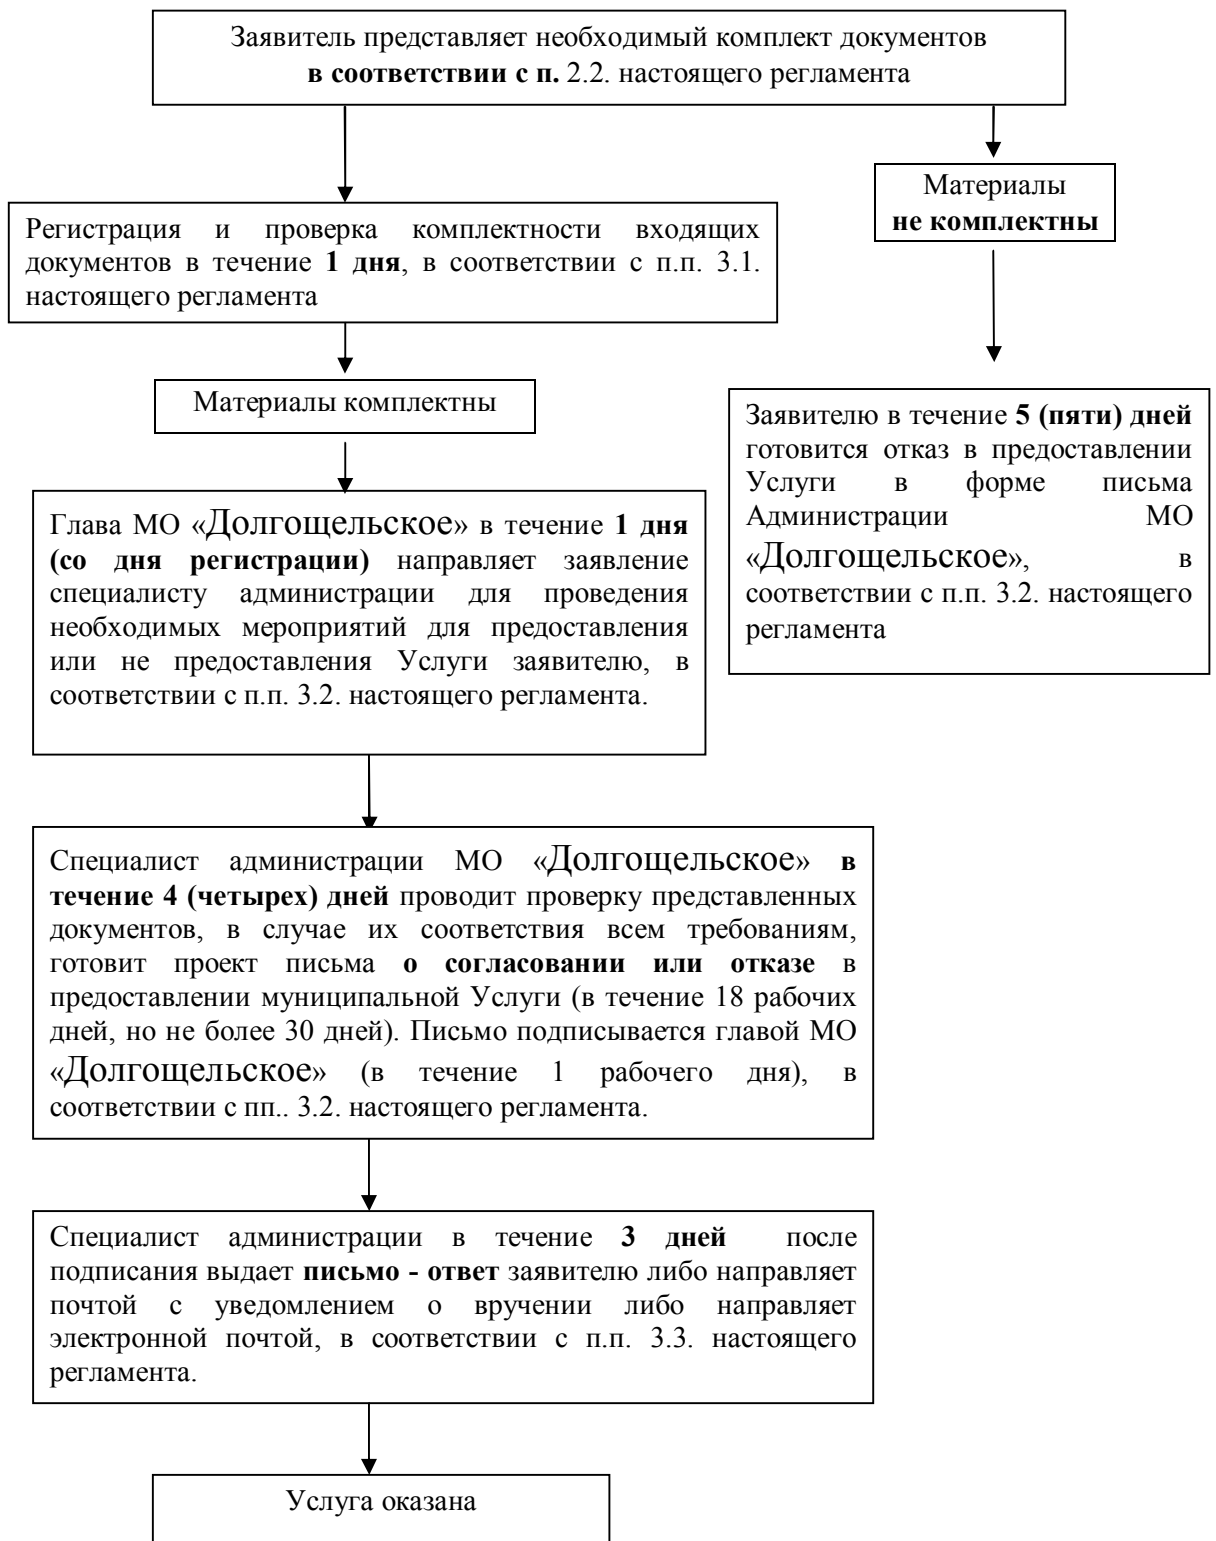 Заявитель представляет необходимый комплект документов
в соответствии с п. 2.2. настоящего регламента
Материалы
не комплектны
Регистрация и проверка комплектности входящих
документов в течение 1 дня, в соответствии с п.п. 3.1.
настоящего регламента
Материалы комплектны
Заявителю в течение 5 (пяти) дней
готовится отказ в предоставлении
Услуги в форме письма
Администрации МО
«Долгощельское», в
соответствии с п.п. 3.2. настоящего
регламента
Глава МО «Долгощельское» в течение 1 дня
(со дня регистрации) направляет заявление
специалисту администрации для проведения
необходимых мероприятий для предоставления
или не предоставления Услуги заявителю, в
соответствии с п.п. 3.2. настоящего регламента.
Специалист администрации МО «Долгощельское» в
течение 4 (четырех) дней проводит проверку представленных
документов, в случае их соответствия всем требованиям,
готовит проект письма о согласовании или отказе в
предоставлении муниципальной Услуги (в течение 18 рабочих
дней, но не более 30 дней). Письмо подписывается главой МО
«Долгощельское» (в течение 1 рабочего дня), в
соответствии с пп.. 3.2. настоящего регламента.
Специалист администрации в течение 3 дней после
подписания выдает письмо - ответ заявителю либо направляет
почтой с уведомлением о вручении либо направляет
электронной почтой, в соответствии с п.п. 3.3. настоящего
регламента.
Услуга оказана